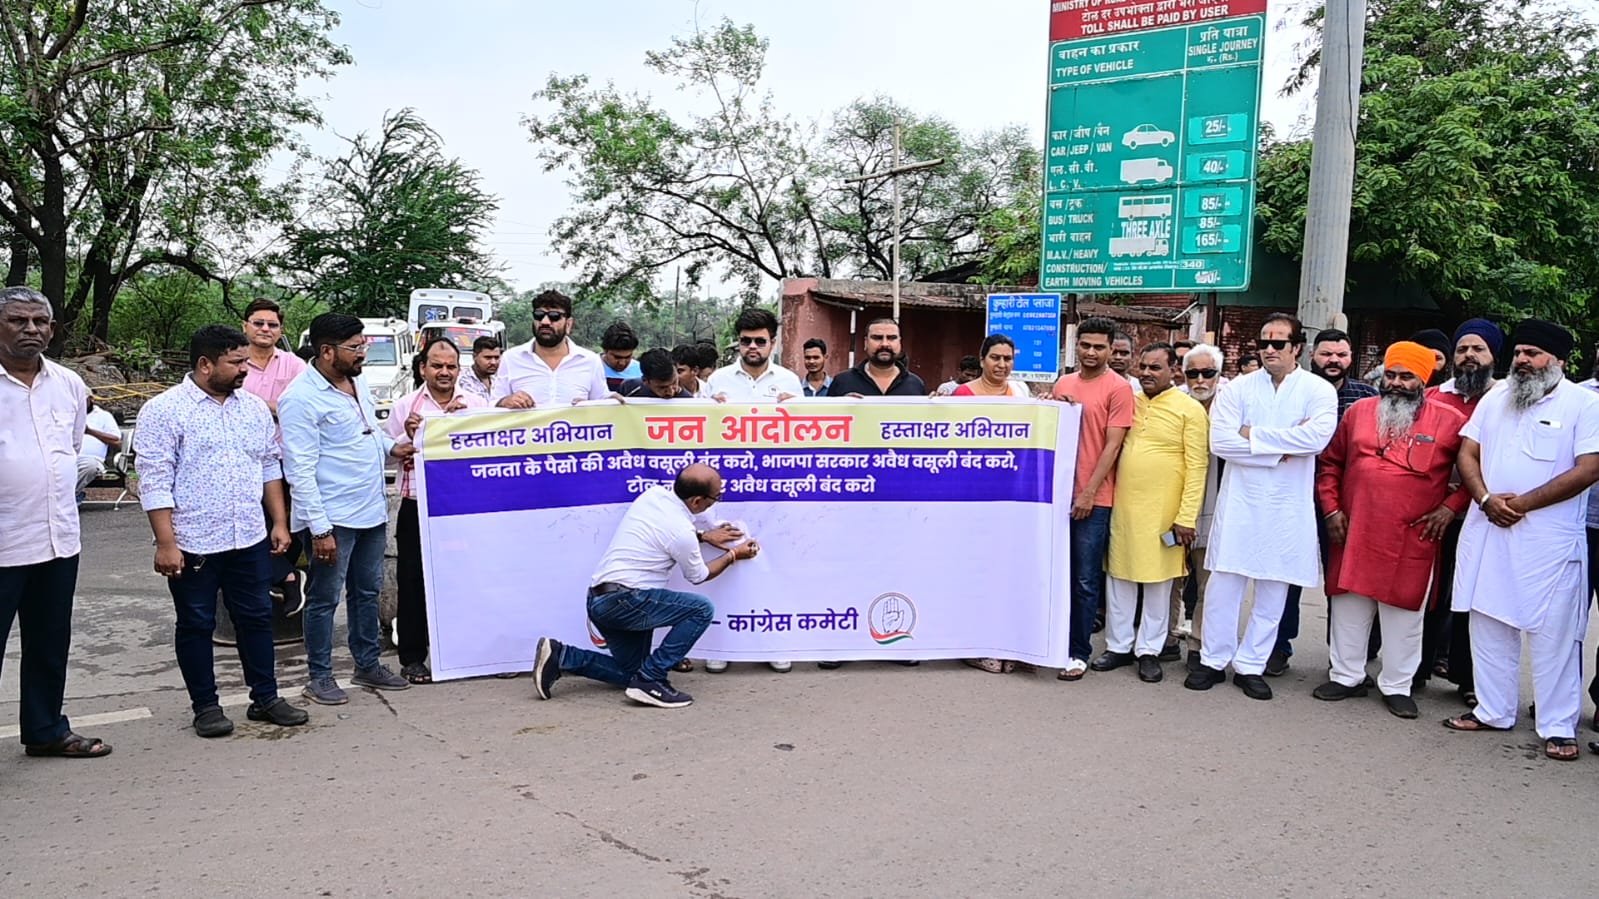 टोल दर उपभोक्ता द्वारा
TOLL SHALL BE PAID BY USER
वाहन का प्रकार
TYPE OF VEHICLE
प्रति यात्रा
SINGLE JOURNEY
रु. (Rs.)
कार/जीप/वैन
CAR/JEEP/VAN
25/-
एल.सी.वी.
L.C.V.
40/-
बस/ट्रक
BUS/TRUCK
85/-
THREE AXLE
85/-
भारी वाहन
M.A.V./HEAVY
165/-
CONSTRUCTION/
340
EARTH MOVING VEHICLES
कुम्हारी टोल प्लाजा
हस्ताक्षर अभियान जन आंदोलन हस्ताक्षर अभियान
जनता के पैसो की अवैध वसूली बंद करो, भाजपा सरकार अवैध वसूली बंद करो,
टोल अवैध वसूली बंद करो
- कांग्रेस कमेटी